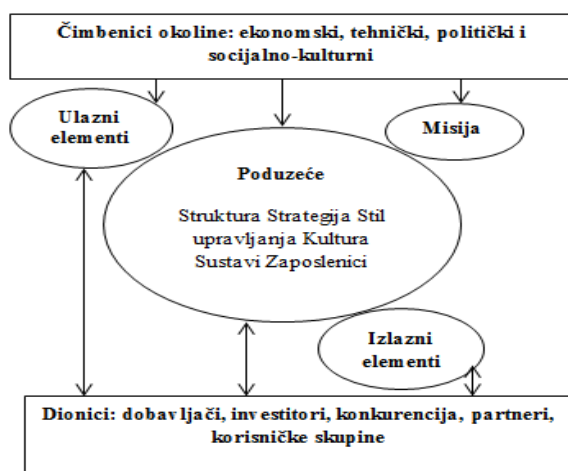 Čimbenici okoline: ekonomski, tehnički, politički i
socijalno-kulturni
Ulazni
elementi
Misija
Poduzeće
Struktura Strategija Stil
upravljanja Kultura
Sustavi Zaposlenici
Izlazni
elementi
Dionici: dobavljači, investitori, konkurencija, partneri,
korisničke skupine